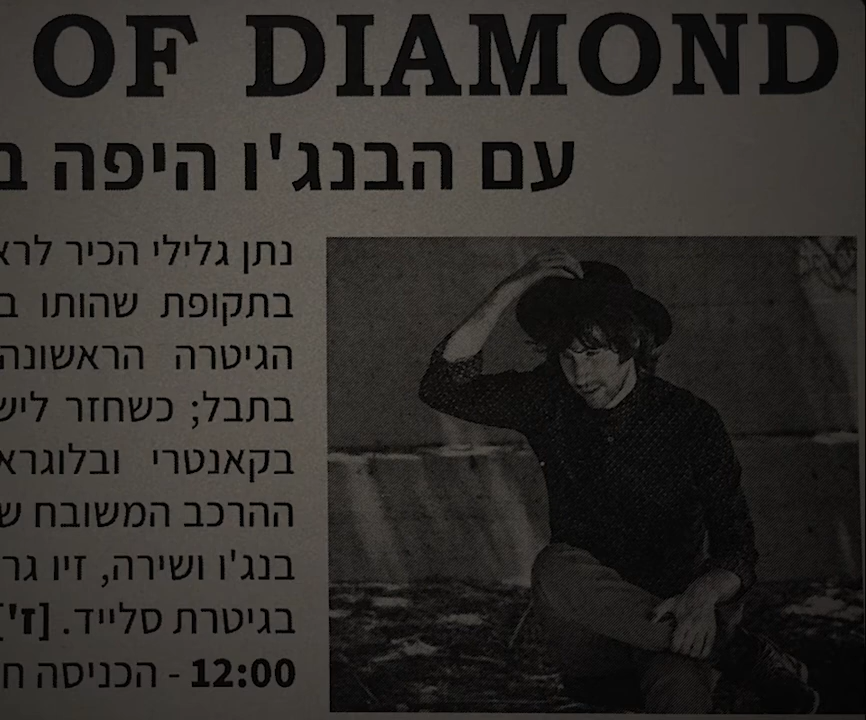 OF DIAMOND
עם הבנג'ו היפה ב
נתן גלילי הכיר לרא
בתקופת שהותו ב
הגיטרה הראשונה
בתבל; כשחזר ליש
בקאנטרי ובלוגרא
ההרכב המשובח ש
בנג'ו ושירה, זיו גר
בגיטרת סלייד. [ז']
12:00 - הכניסה ח